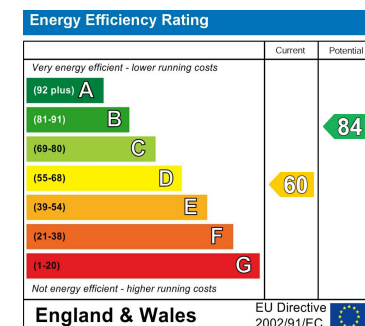 Energy Efficiency Rating
Current Potential
Very energy efficient - lower running costs
(92 plus) A
(81-91) B
84
(69-80) C
(55-68) D
60
(39-54) E
(21-38) F
(1-20) G
Not energy efficient - higher running costs
England & Wales
EU Directive
2002/91/EC